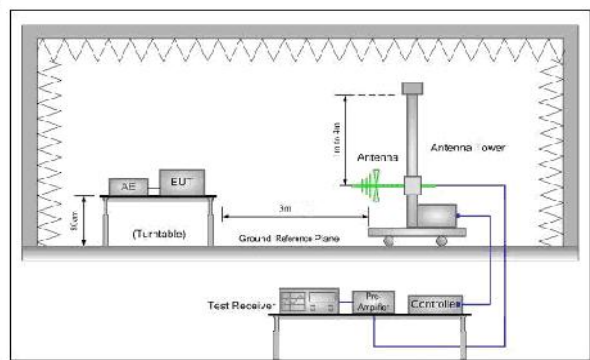 1m to 4m
Antenna
Antenna Tower
AE
EUT
80cm
3m
(Turntable)
Ground Reference Plane
Test Receiver
Pre-
Amplifier
Controller